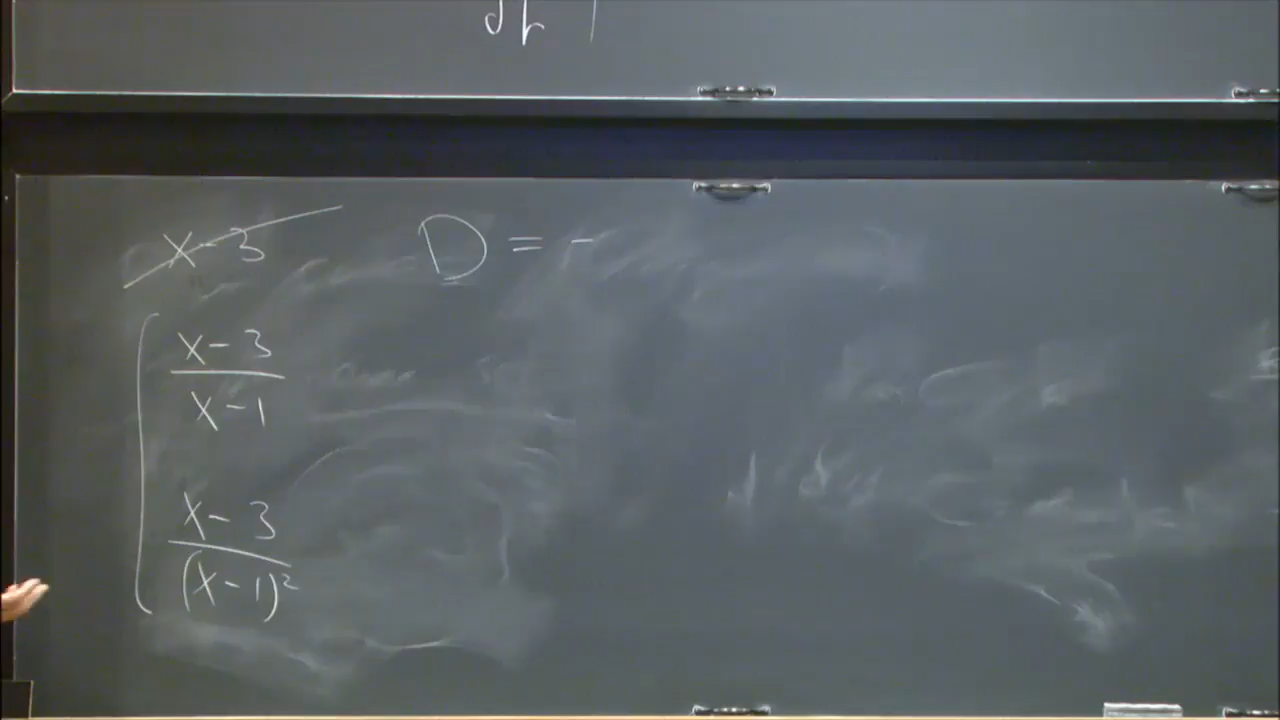 x-3 D = -
x-3
x-1
x-3
(x-1)²